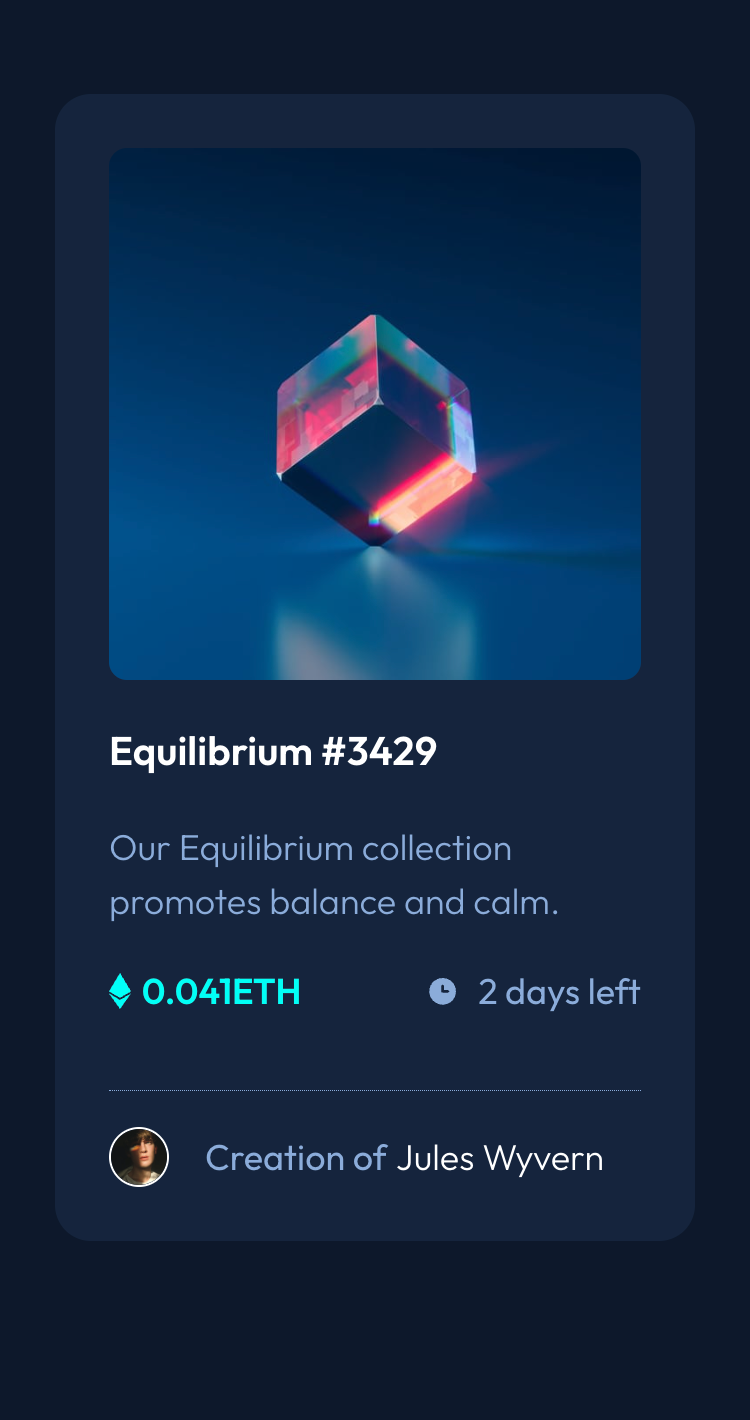 Equilibrium #3429
Our Equilibrium collection
promotes balance and calm.
0.041ETH
2 days left
Creation of Jules Wyvern